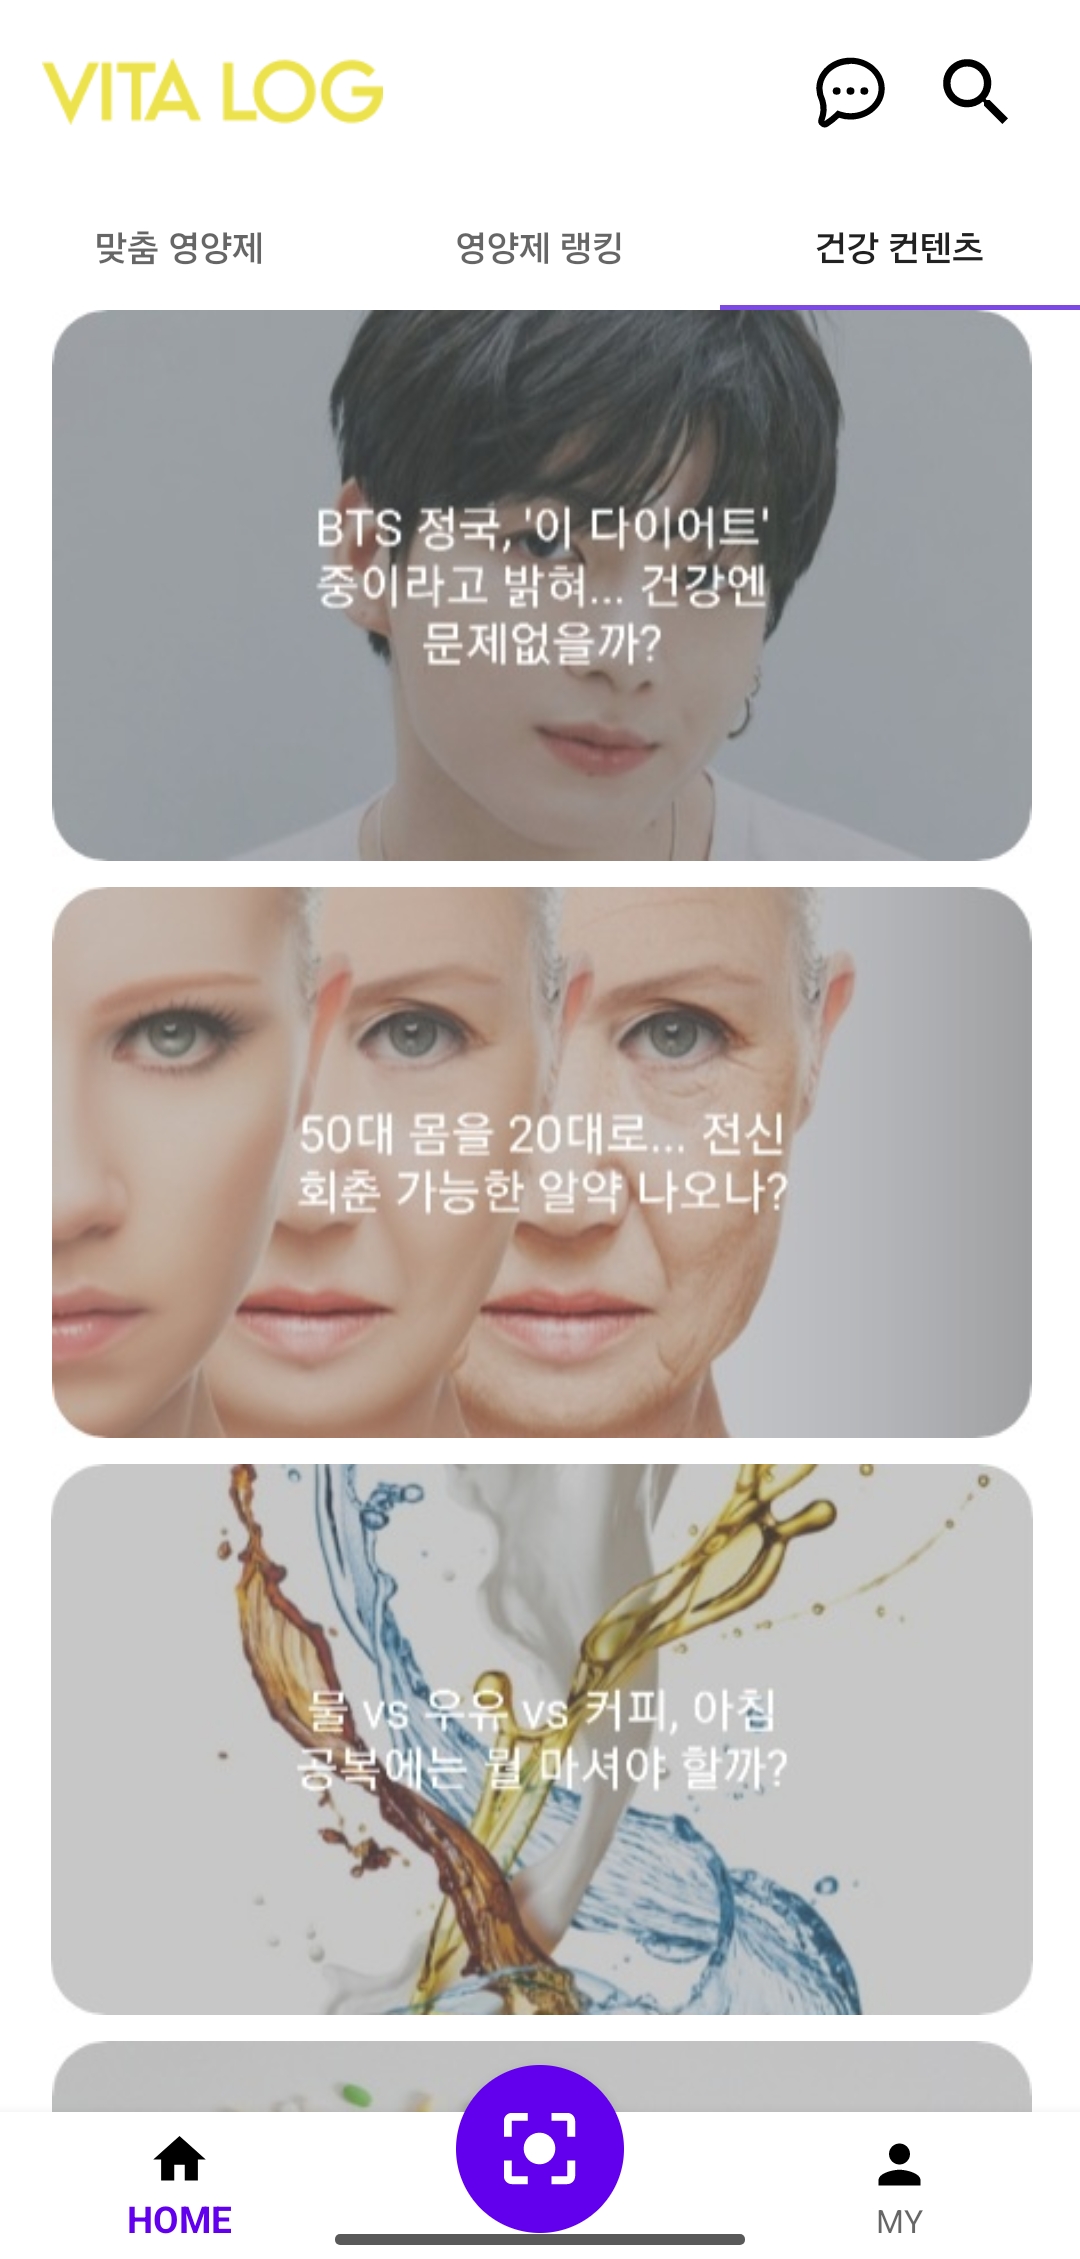 VITA LOG
맞춤 영양제
영양제 랭킹
건강 컨텐츠
BTS 정국, '이 다이어트'
중이라고 밝혀... 건강엔
문제없을까?
50대 몸을 20대로... 전신
회춘 가능한 알약 나오나?
물 vs 우유 vs 커피, 아침
공복에는 뭘 마셔야 할까?
HOME
MY